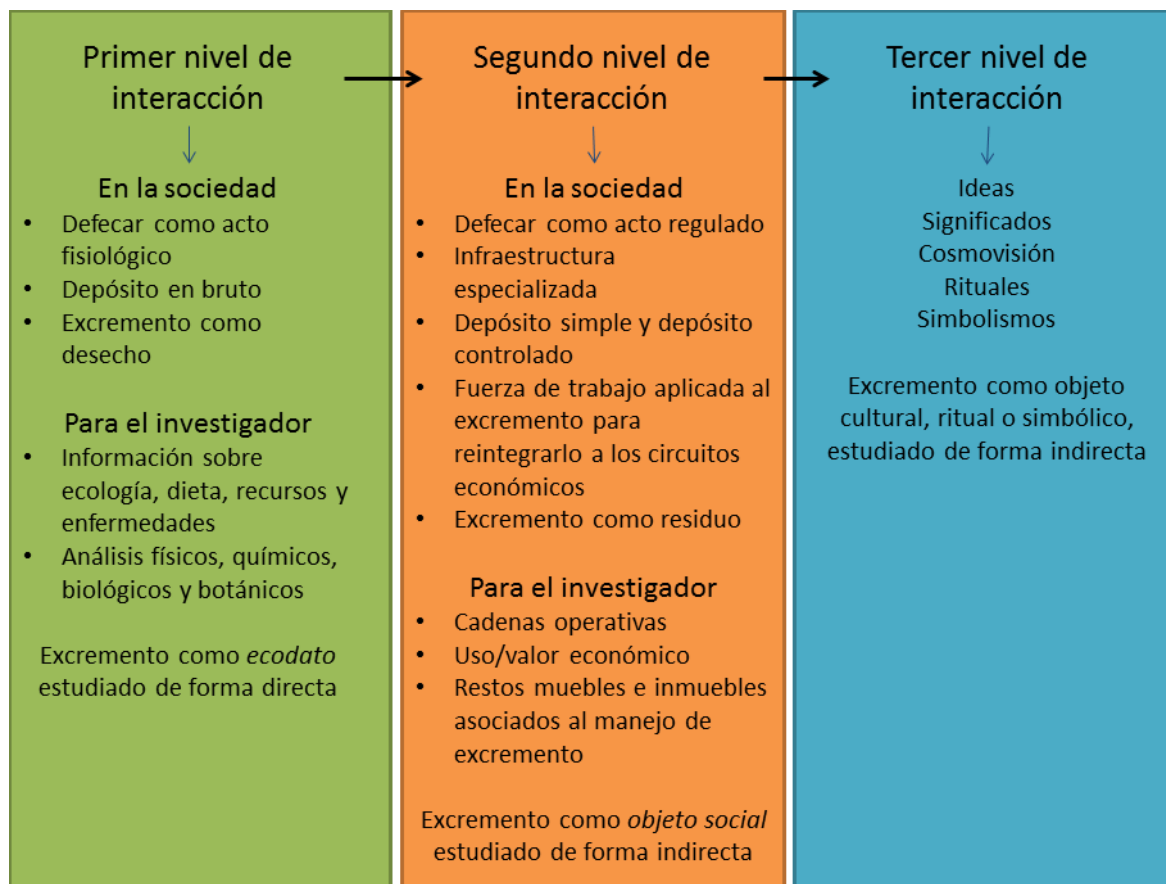 Primer nivel de
interacción
En la sociedad
• Defecar como acto
fisiológico
• Depósito en bruto
• Excremento como
desecho
Para el investigador
• Información sobre
ecología, dieta, recursos y
enfermedades
• Análisis físicos, químicos,
biológicos y botánicos
Excremento como ecodato
estudiado de forma directa
Segundo nivel de
interacción
En la sociedad
• Defecar como acto regulado
• Infraestructura
especializada
• Depósito simple y depósito
controlado
• Fuerza de trabajo aplicada al
excremento para
reintegrarlo a los circuitos
económicos
• Excremento como residuo
Para el investigador
• Cadenas operativas
• Uso/valor económico
• Restos muebles e inmuebles
asociados al manejo de
excremento
Excremento como objeto social
estudiado de forma indirecta
Tercer nivel de
interacción
Ideas
Significados
Cosmovisión
Rituales
Simbolismos
Excremento como objeto
cultural, ritual o simbólico,
estudiado de forma indirecta